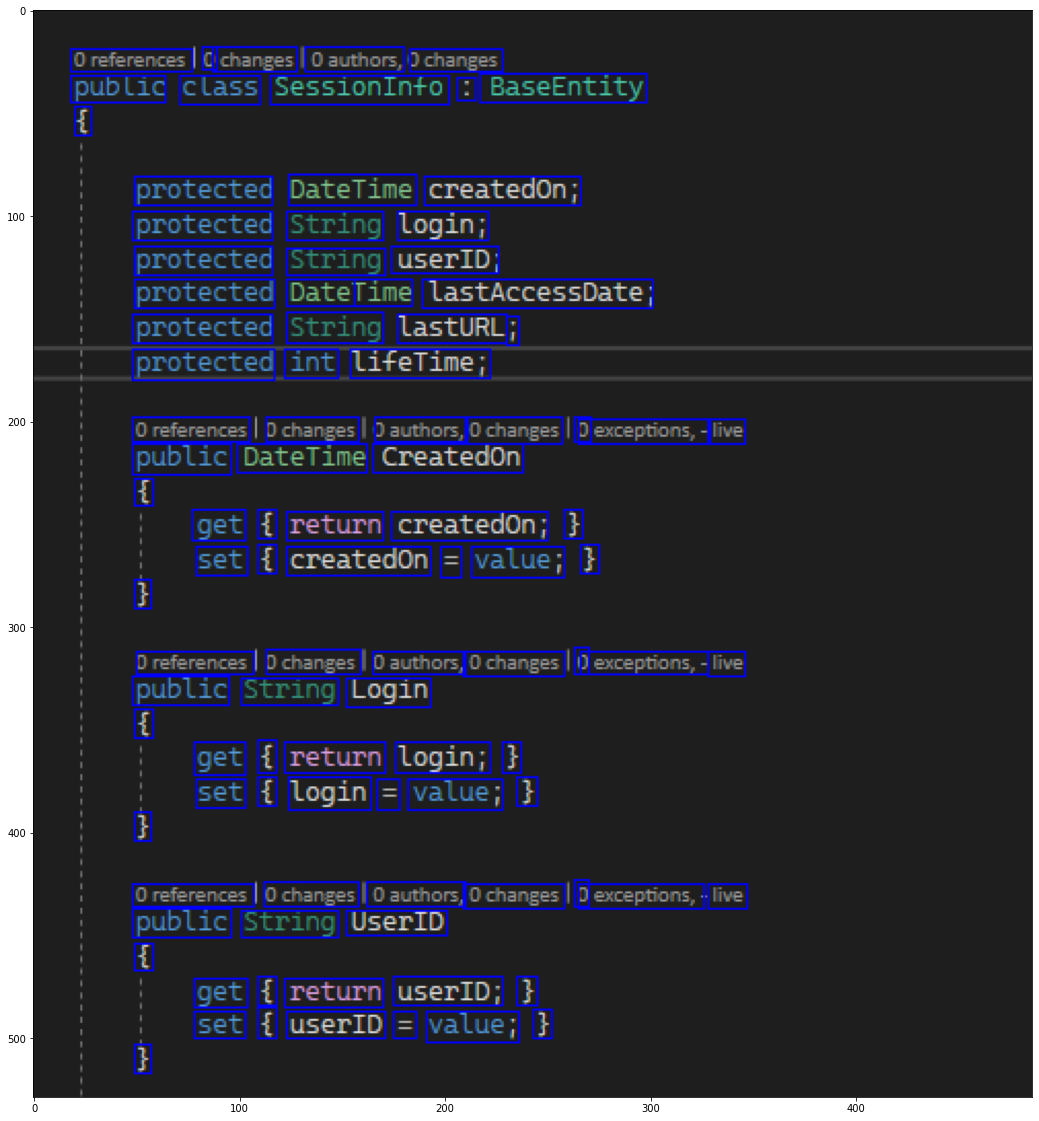 0 references | 0 changes | 0 authors, 0 changes
public class SessionInfo : BaseEntity
{
protected DateTime createdOn;
protected String login;
protected String userID;
protected DateTime lastAccessDate;
protected String lastURL;
protected int lifeTime;
0 references | 0 changes | 0 authors, 0 changes | 0 exceptions, - live
public DateTime CreatedOn
{
get { return createdOn; }
set { createdOn = value; }
}
0 references | 0 changes | 0 authors, 0 changes | 0 exceptions, - live
public String Login
{
get { return login; }
set { login = value; }
}
0 references | 0 changes | 0 authors, 0 changes | 0 exceptions, - live
public String UserID
{
get { return userID; }
set { userID = value; }
}
0
100
200
300
400
500
0 100 200 300 400